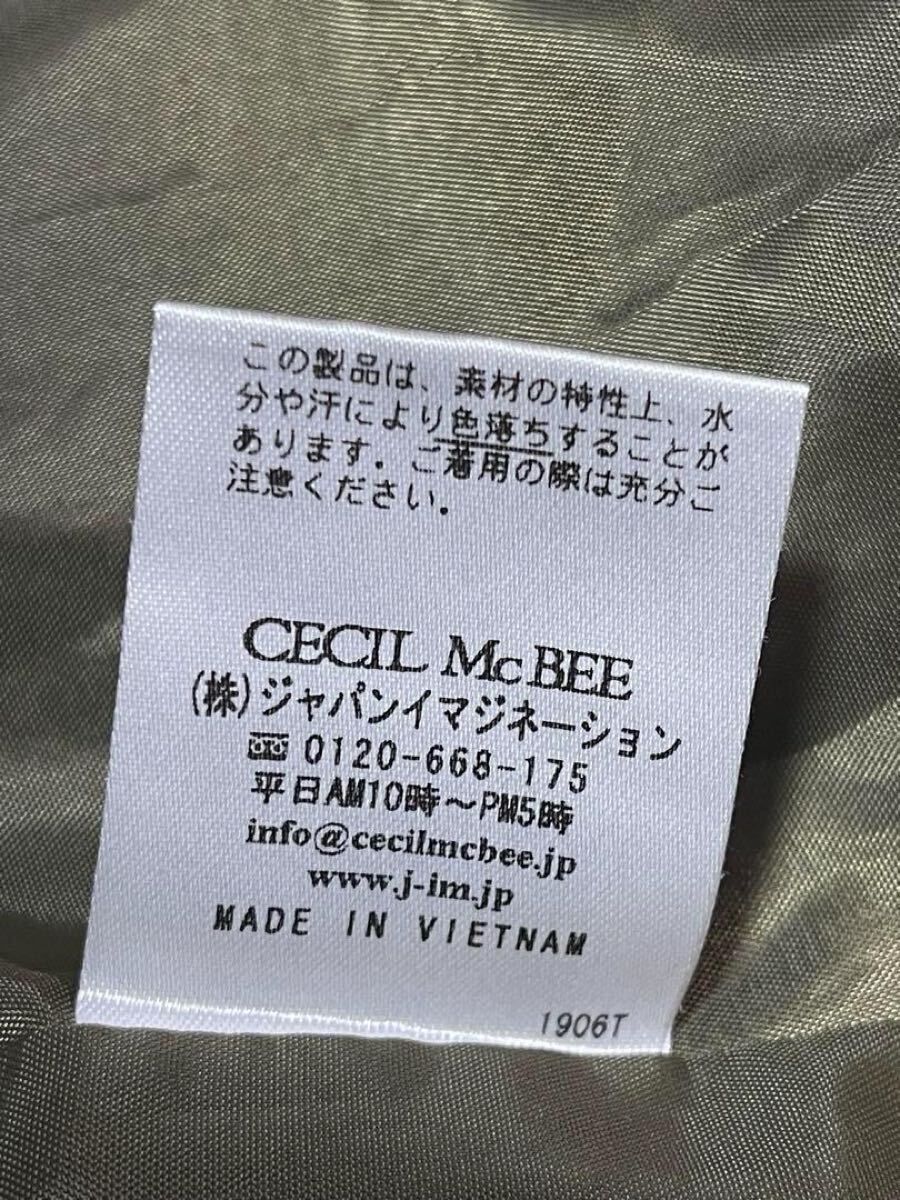 この製品は、素材の特性上、水
分や汗により色落ちすることが
あります．ご着用の際は充分ご
注意ください．
CECIL McBEE
(株)ジャパンイマジネーション
0120-668-175
平日AM10時～PM5時
info@cecilmcbee.jp
www.j-im.jp
MADE IN VIETNAM
1906T